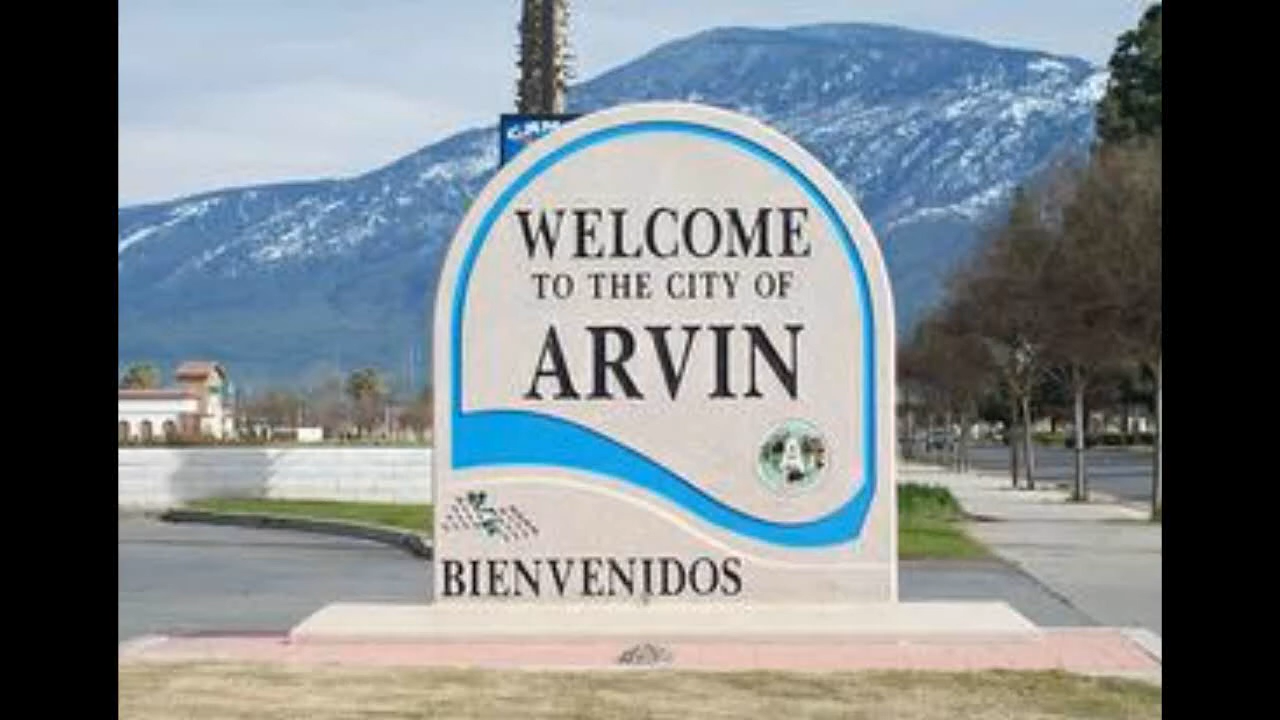 WELCOME
TO THE CITY OF
ARVIN
A
BIENVENIDOS